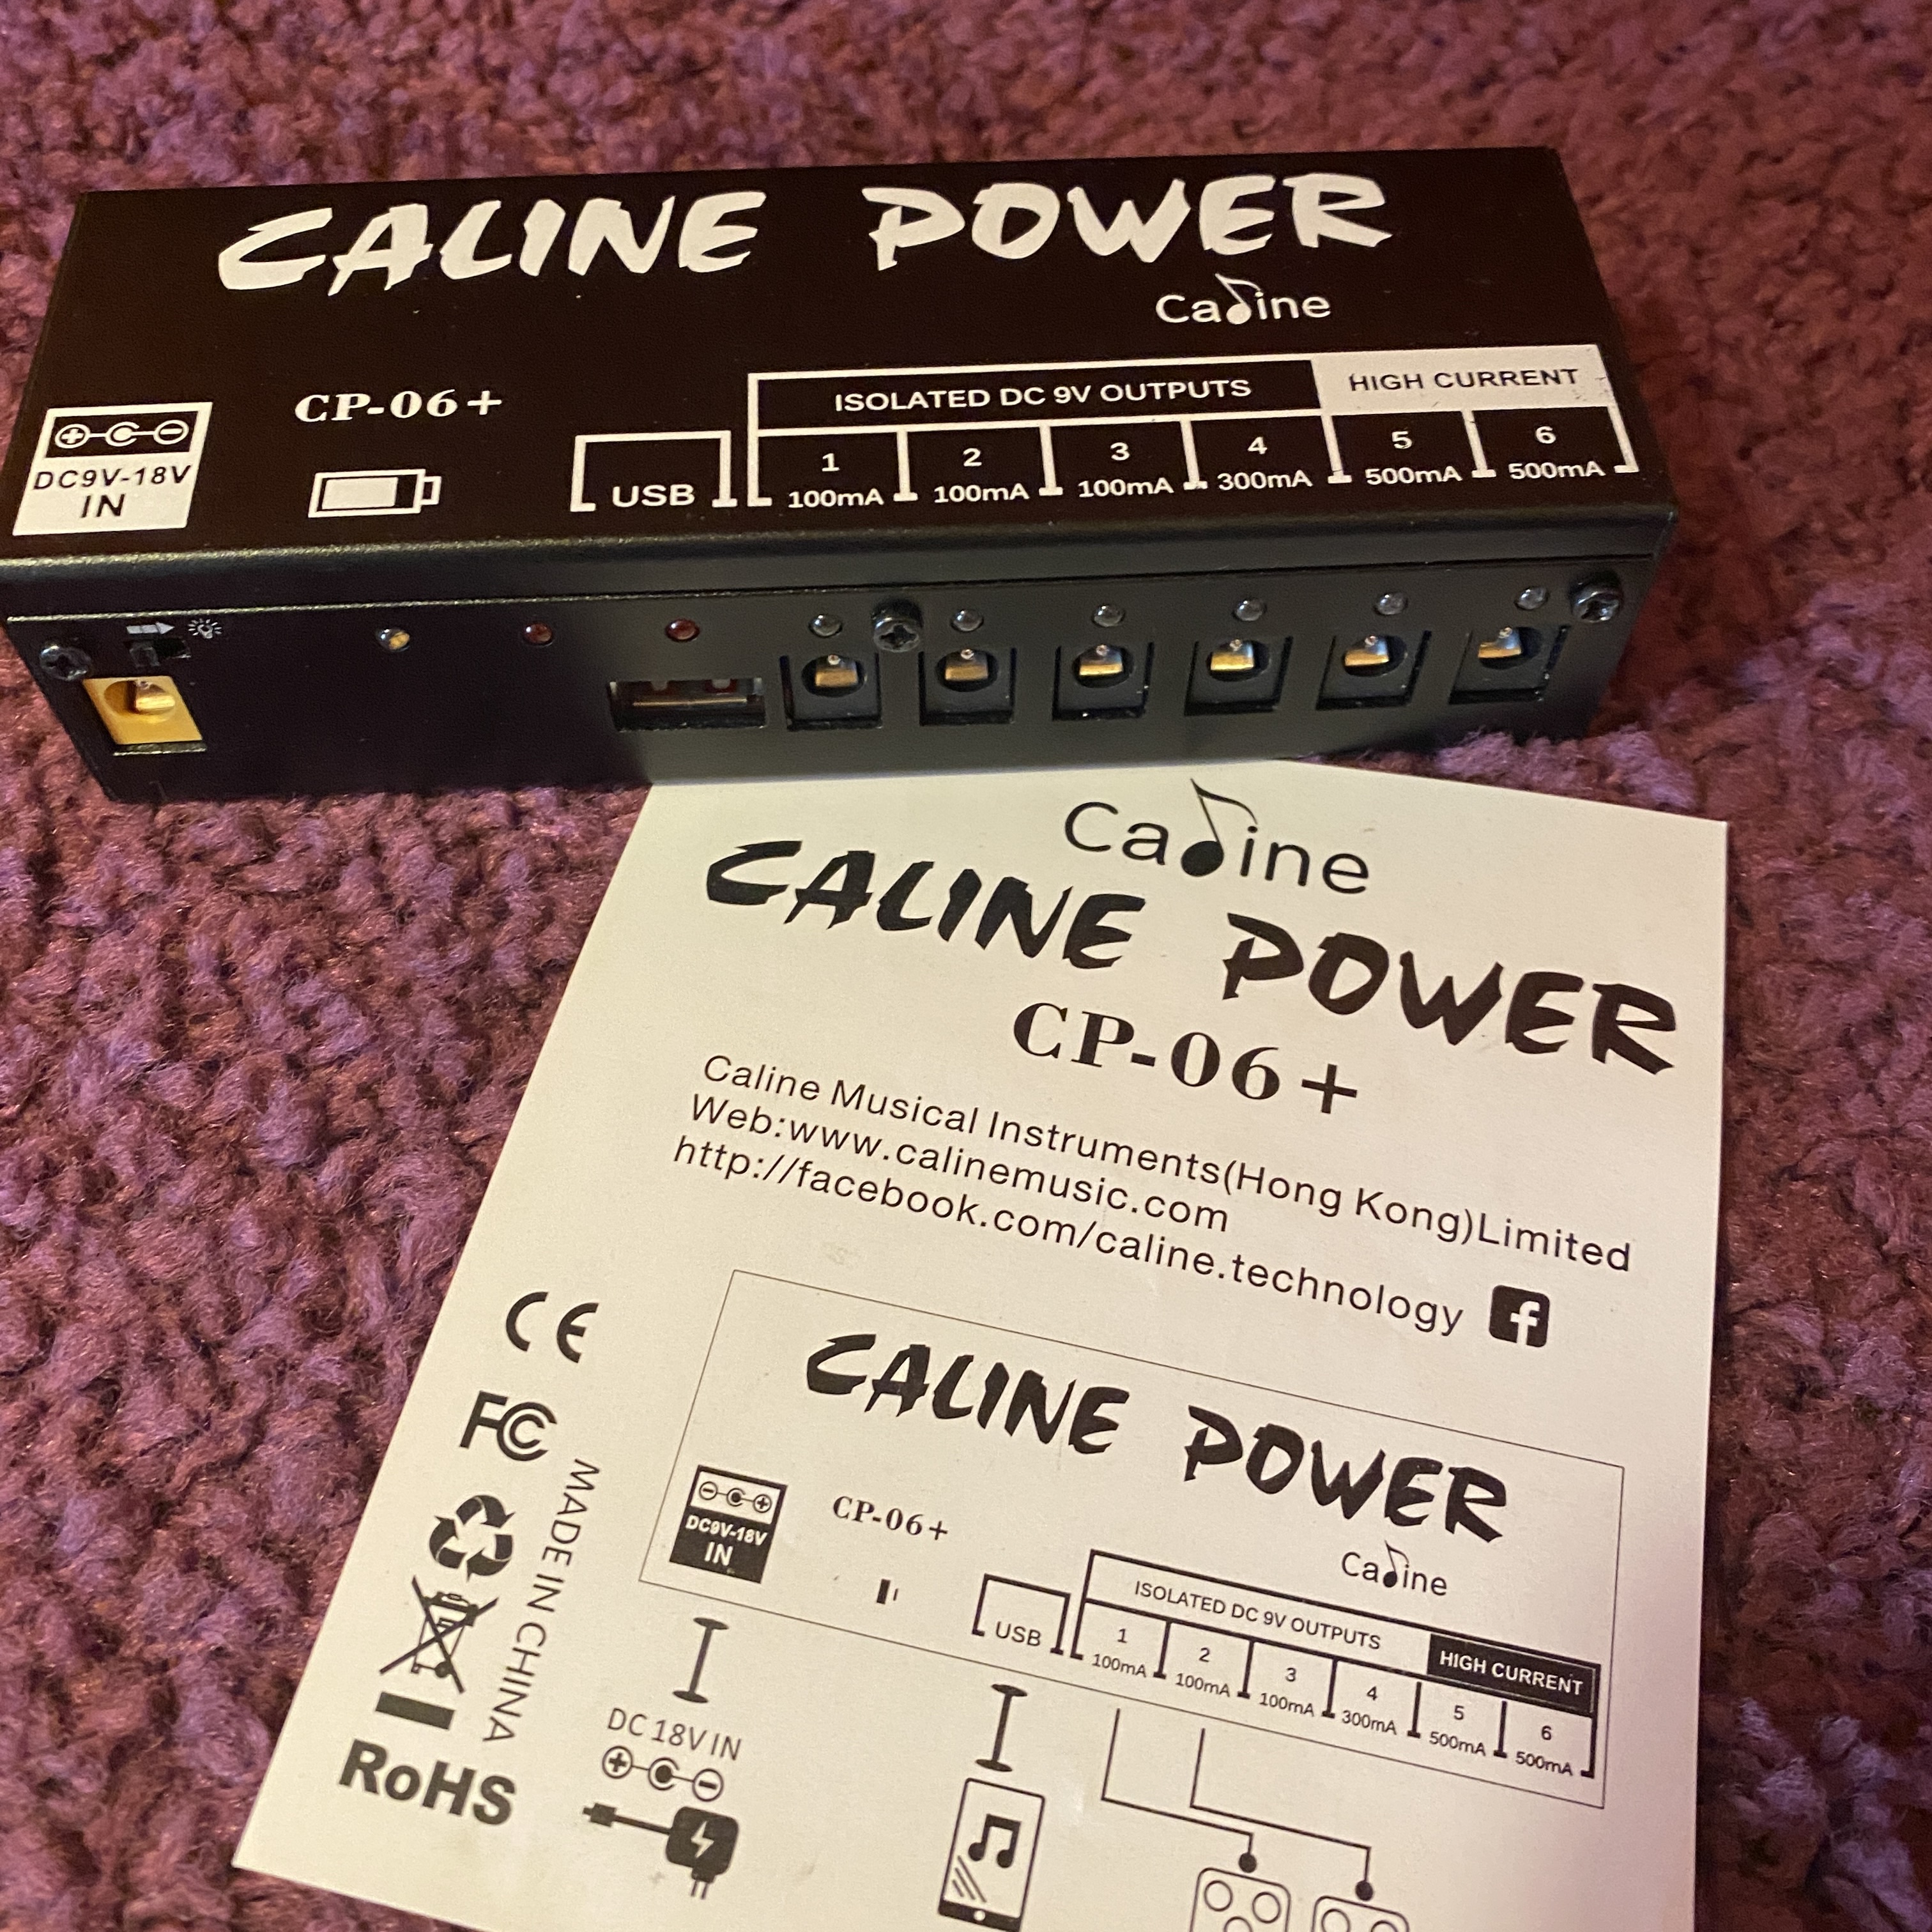 CALINE POWER
Caline
CP-06+
DC9V-18V
IN
USB
ISOLATED DC 9V OUTPUTS
HIGH CURRENT
1
100mA
2
100mA
3
100mA
4
300mA
5
500mA
6
500mA
Caline
CALINE POWER
CP-06+
Caline Musical Instruments(Hong Kong)Limited
Web:www.calinemusic.com
http://facebook.com/caline.technology
f
CE
FC
MADE IN CHINA
RoHS
CALINE POWER
Caline
DC9V-18V
IN
CP-06+
USB
ISOLATED DC 9V OUTPUTS
HIGH CURRENT
1
100mA
2
100mA
3
100mA
4
300mA
5
500mA
6
500mA
DC 18V IN